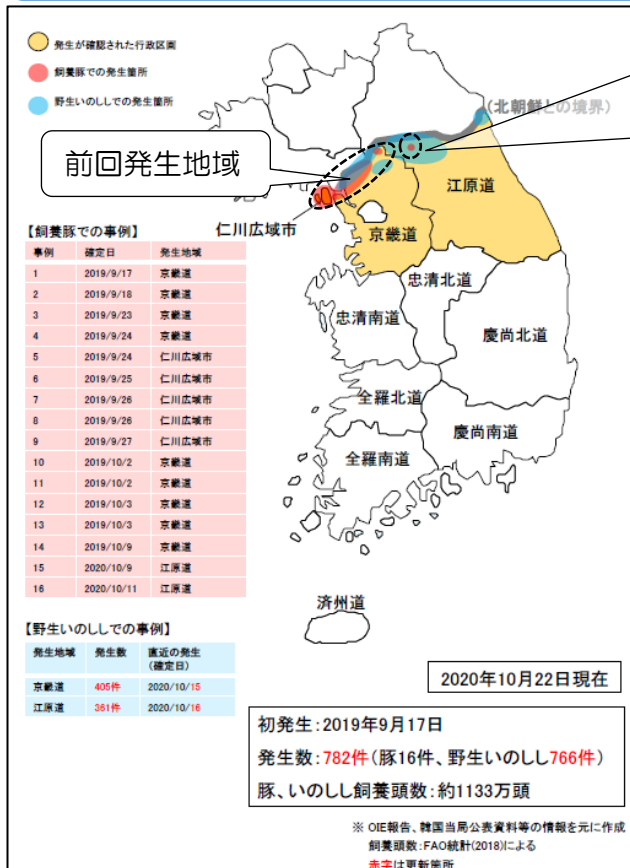 発生が確認された行政区画
飼養豚での発生箇所
野生いのししでの発生箇所
(北朝鮮との境界)
前回発生地域
江原道
仁川広域市
京畿道
忠清北道
忠清南道
慶尚北道
全羅北道
慶尚南道
全羅南道
済州道
【飼養豚での事例】
事例 確定日 発生地域
1 2019/9/17 京畿道
2 2019/9/18 京畿道
3 2019/9/23 京畿道
4 2019/9/24 京畿道
5 2019/9/24 仁川広域市
6 2019/9/25 仁川広域市
7 2019/9/26 仁川広域市
8 2019/9/26 仁川広域市
9 2019/9/27 仁川広域市
10 2019/10/2 京畿道
11 2019/10/2 京畿道
12 2019/10/3 京畿道
13 2019/10/3 京畿道
14 2019/10/9 京畿道
15 2020/10/9 江原道
16 2020/10/11 江原道
【野生いのししでの事例】
発生地域 発生数 直近の発生
(確定日)
京畿道 405件 2020/10/15
江原道 361件 2020/10/16
2020年10月22日現在
初発生:2019年9月17日
発生数:782件(豚16件、野生いのしし766件)
豚、いのしし飼養頭数:約1133万頭
※ OIE報告、韓国当局公表資料等の情報を元に作成
飼養頭数:FAO統計(2018)による
赤字は更新箇所